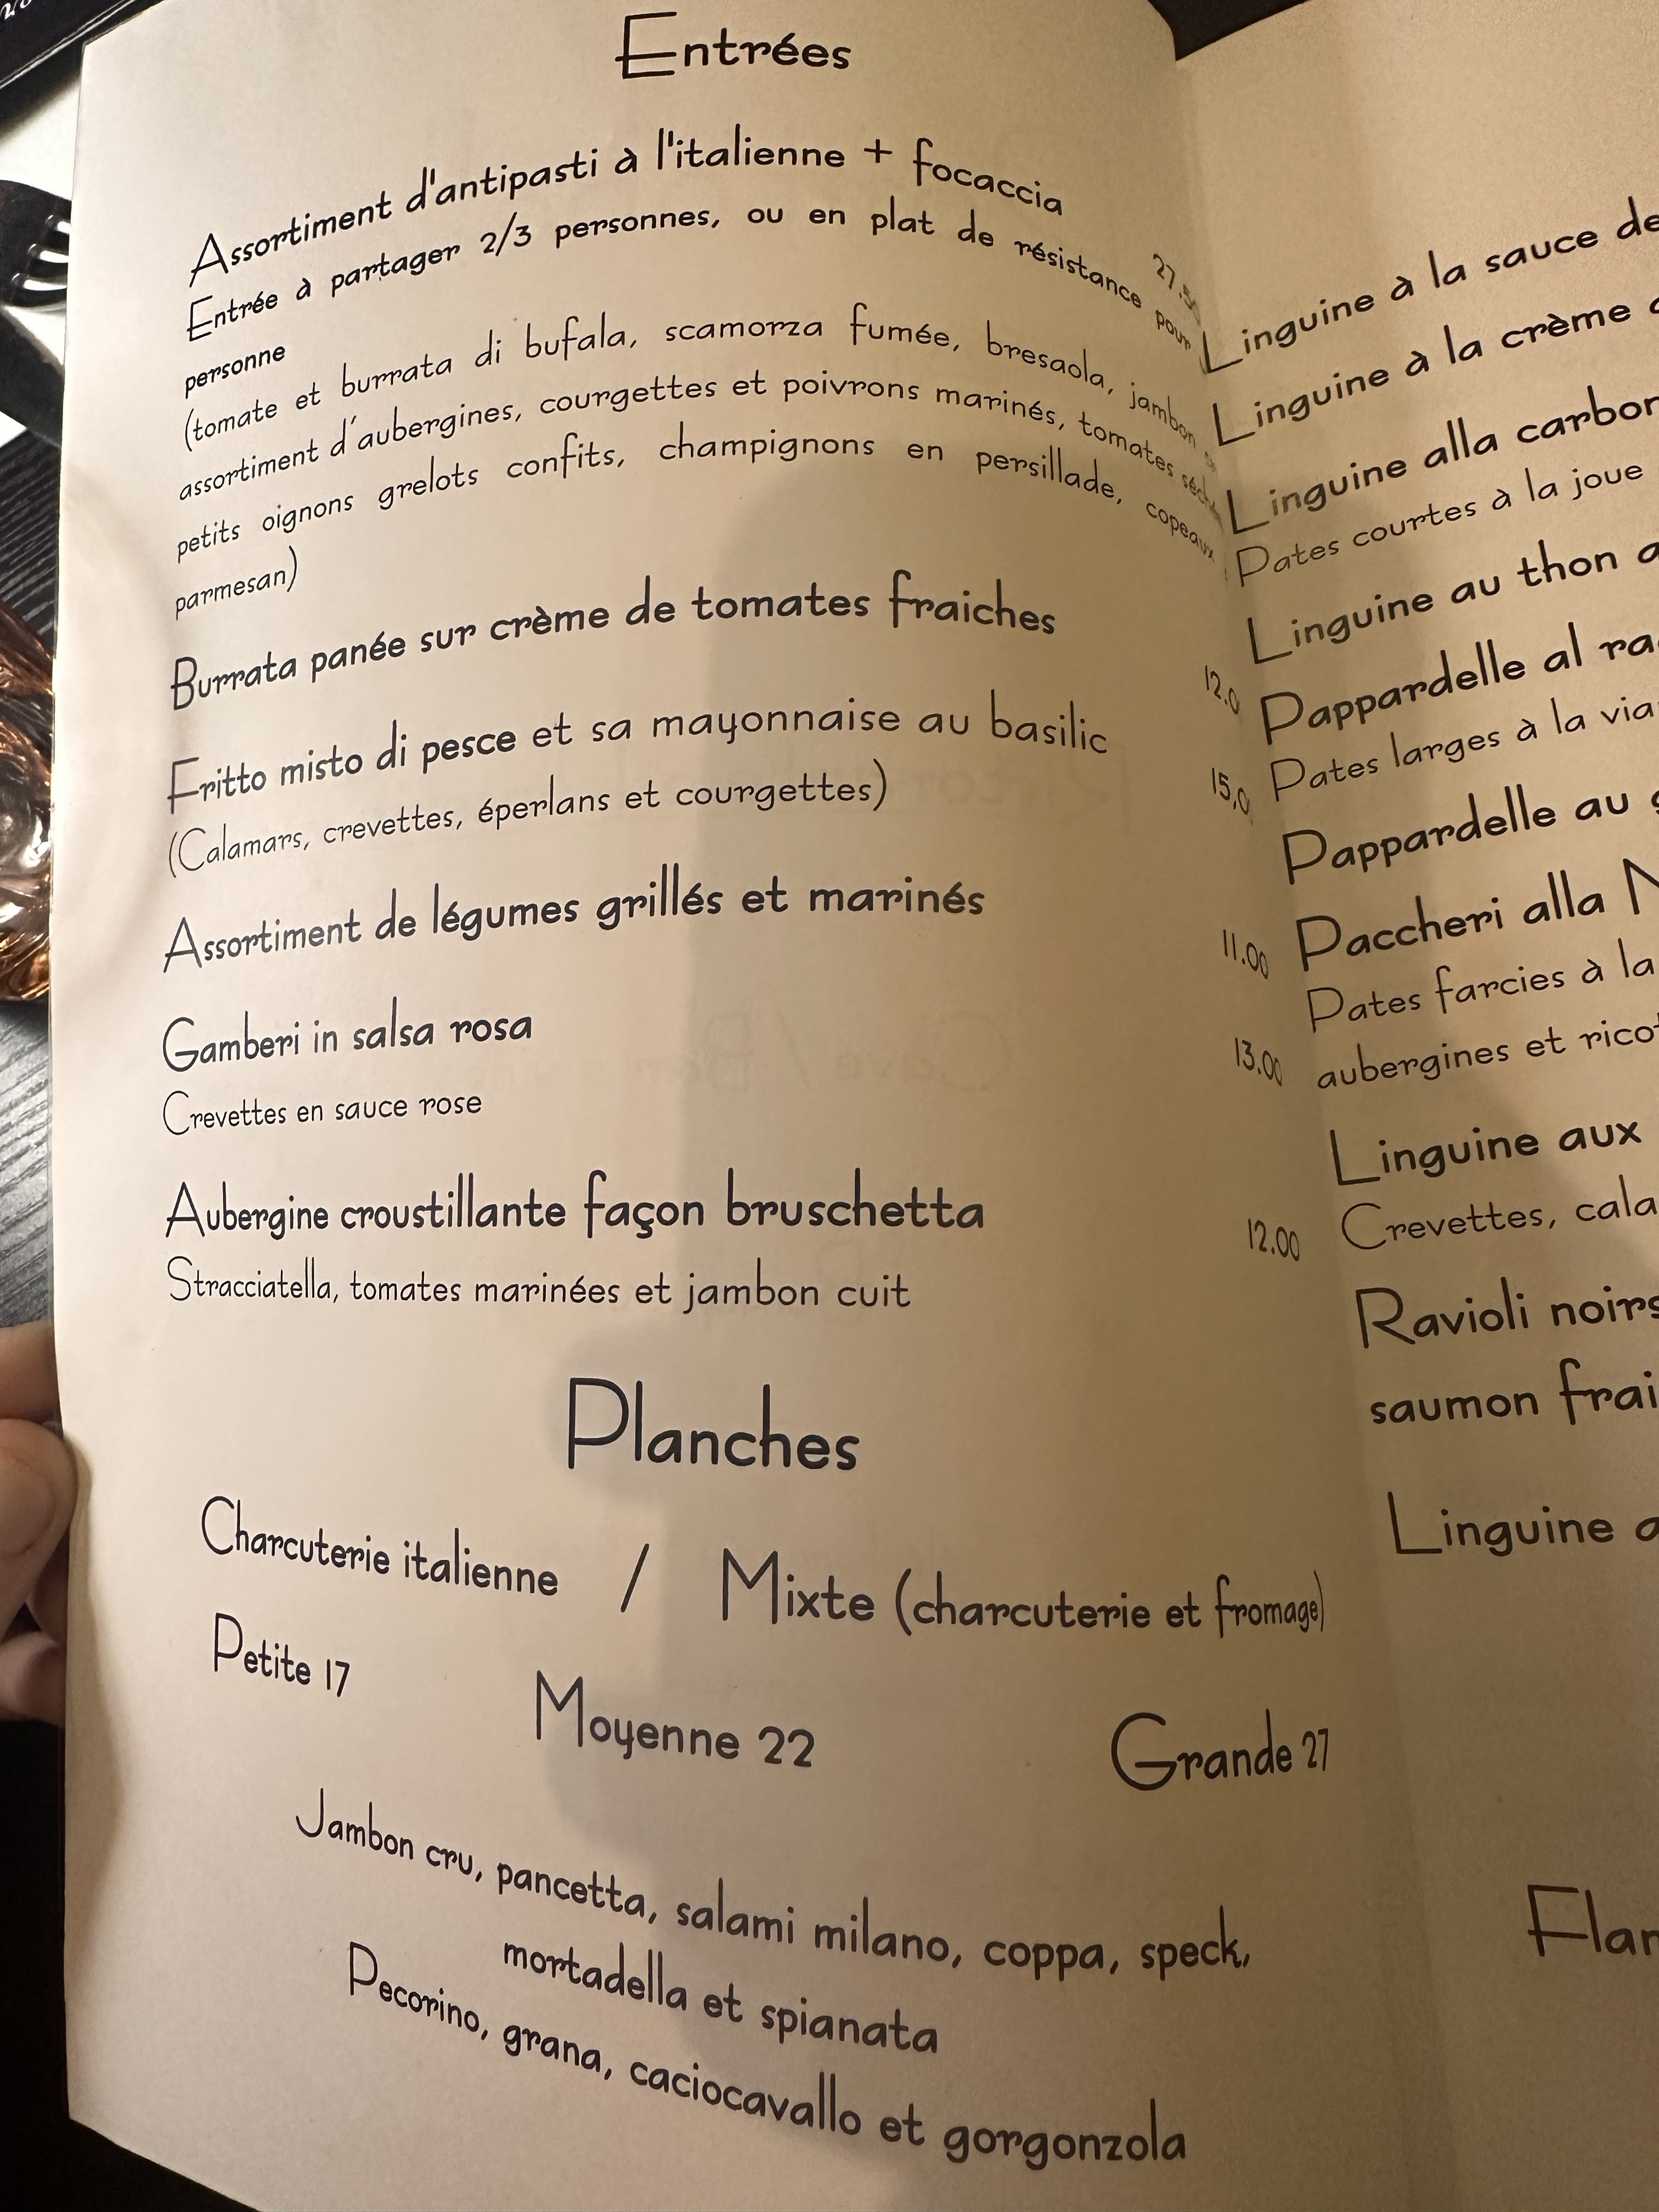 Entrées
Assortiment d'antipasti à l'italienne + focaccia
Entrée à partager 2/3 personnes, ou en plat de résistance pour
personne
(tomate et burrata di bufala, scamorza fumée, bresaola, jambon
assortiment d'aubergines, courgettes et poivrons marinés, tomates
petits oignons grelots confits, champignons en persillade, copeaux
parmesan)
Burrata panée sur crème de tomates fraiches
12.0
Fritto misto di pesce et sa mayonnaise au basilic
15,0
(Calamars, crevettes, éperlans et courgettes)
Assortiment de légumes grillés et marinés
11.00
Gamberi in salsa rosa
13.00
Crevettes en sauce rose
Aubergine croustillante façon bruschetta
12.00
Stracciatella, tomates marinées et jambon cuit
Planches
Charcuterie italienne / Mixte (charcuterie et fromage)
Petite 17 Moyenne 22 Grande 27
Jambon cru, pancetta, salami milano, coppa, speck,
mortadella et spianata
Pecorino, grana, caciocavallo et gorgonzola
Linguine à la sauce de
Linguine à la crème
Linguine alla carbon
Pates courtes à la joue
Linguine au thon
Pappardelle al
Pates larges à la
Pappardelle au
Paccheri alla
Pates farcies à la
aubergines et
Linguine aux
Crevettes,
Ravioli noirs
saumon
Linguine